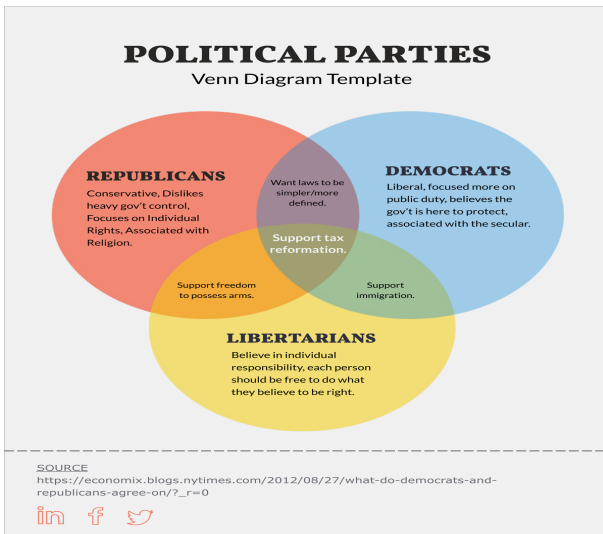 POLITICAL PARTIES
Venn Diagram Template
REPUBLICANS
Conservative, Dislikes
heavy gov't control,
Focuses on Individual
Rights, Associated with
Religion.
Want laws to be
simpler/more
defined.
DEMOCRATS
Liberal, focused more on
public duty, believes the
gov't is here to protect,
associated with the secular.
Support tax
reformation.
Support freedom
to possess arms.
Support
immigration.
LIBERTARIANS
Believe in individual
responsibility, each person
should be free to do what
they believe to be right.
SOURCE
https://economix.blogs.nytimes.com/2012/08/27/what-do-democrats-and-
republicans-agree-on/?_r=0
in f